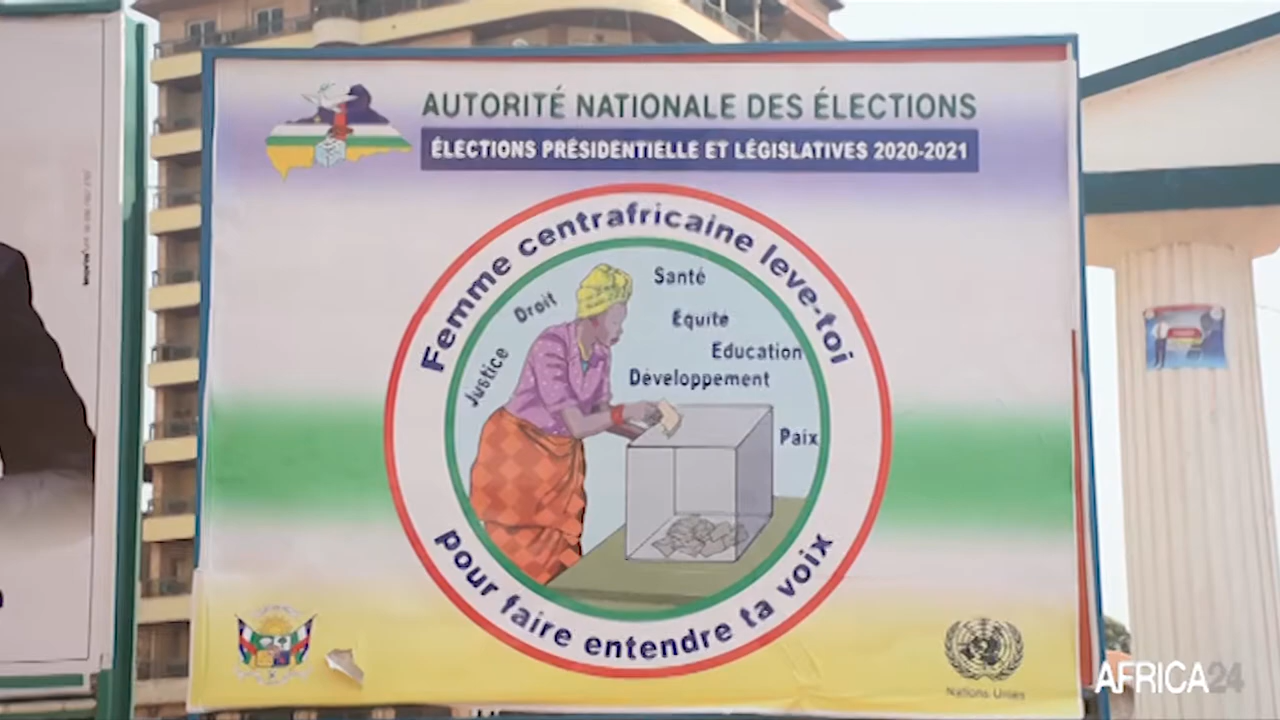 AUTORITÉ NATIONALE DES ÉLECTIONS
ÉLECTIONS PRÉSIDENTIELLE ET LÉGISLATIVES 2020-2021
Femme centrafricaine leve-toi
Santé
Droit
Équité
Education
Justice
Développement
Paix
pour faire entendre ta voix
Nations Unies
AFRICA24